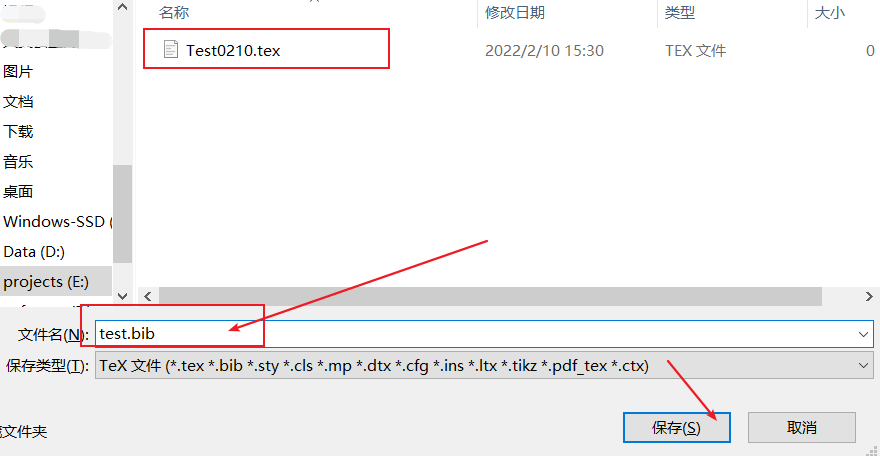 名称 修改日期 类型 大小
Test0210.tex 2022/2/10 15:30 TEX 文件 0
图片
文档
下载
音乐
桌面
Windows-SSD (
Data (D:)
projects (E:)
文件名(N): test.bib
保存类型(T): TeX 文件 (*.tex *.bib *.sty *.cls *.mp *.dtx *.cfg *.ins *.ltx *.tikz *.pdf_tex *.ctx)
保存(S) 取消
文件夹